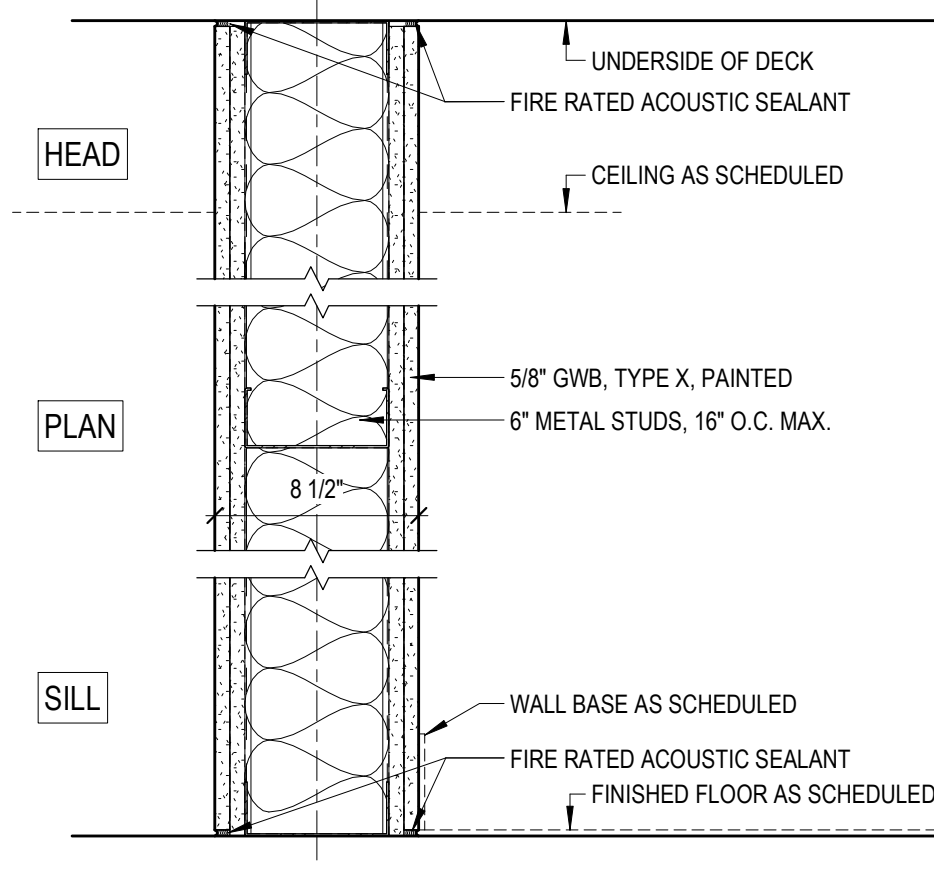 UNDERSIDE OF DECK
FIRE RATED ACOUSTIC SEALANT
HEAD
CEILING AS SCHEDULED
5/8" GWB, TYPE X, PAINTED
PLAN
6" METAL STUDS, 16" O.C. MAX.
8 1/2"
SILL
WALL BASE AS SCHEDULED
FIRE RATED ACOUSTIC SEALANT
FINISHED FLOOR AS SCHEDULED